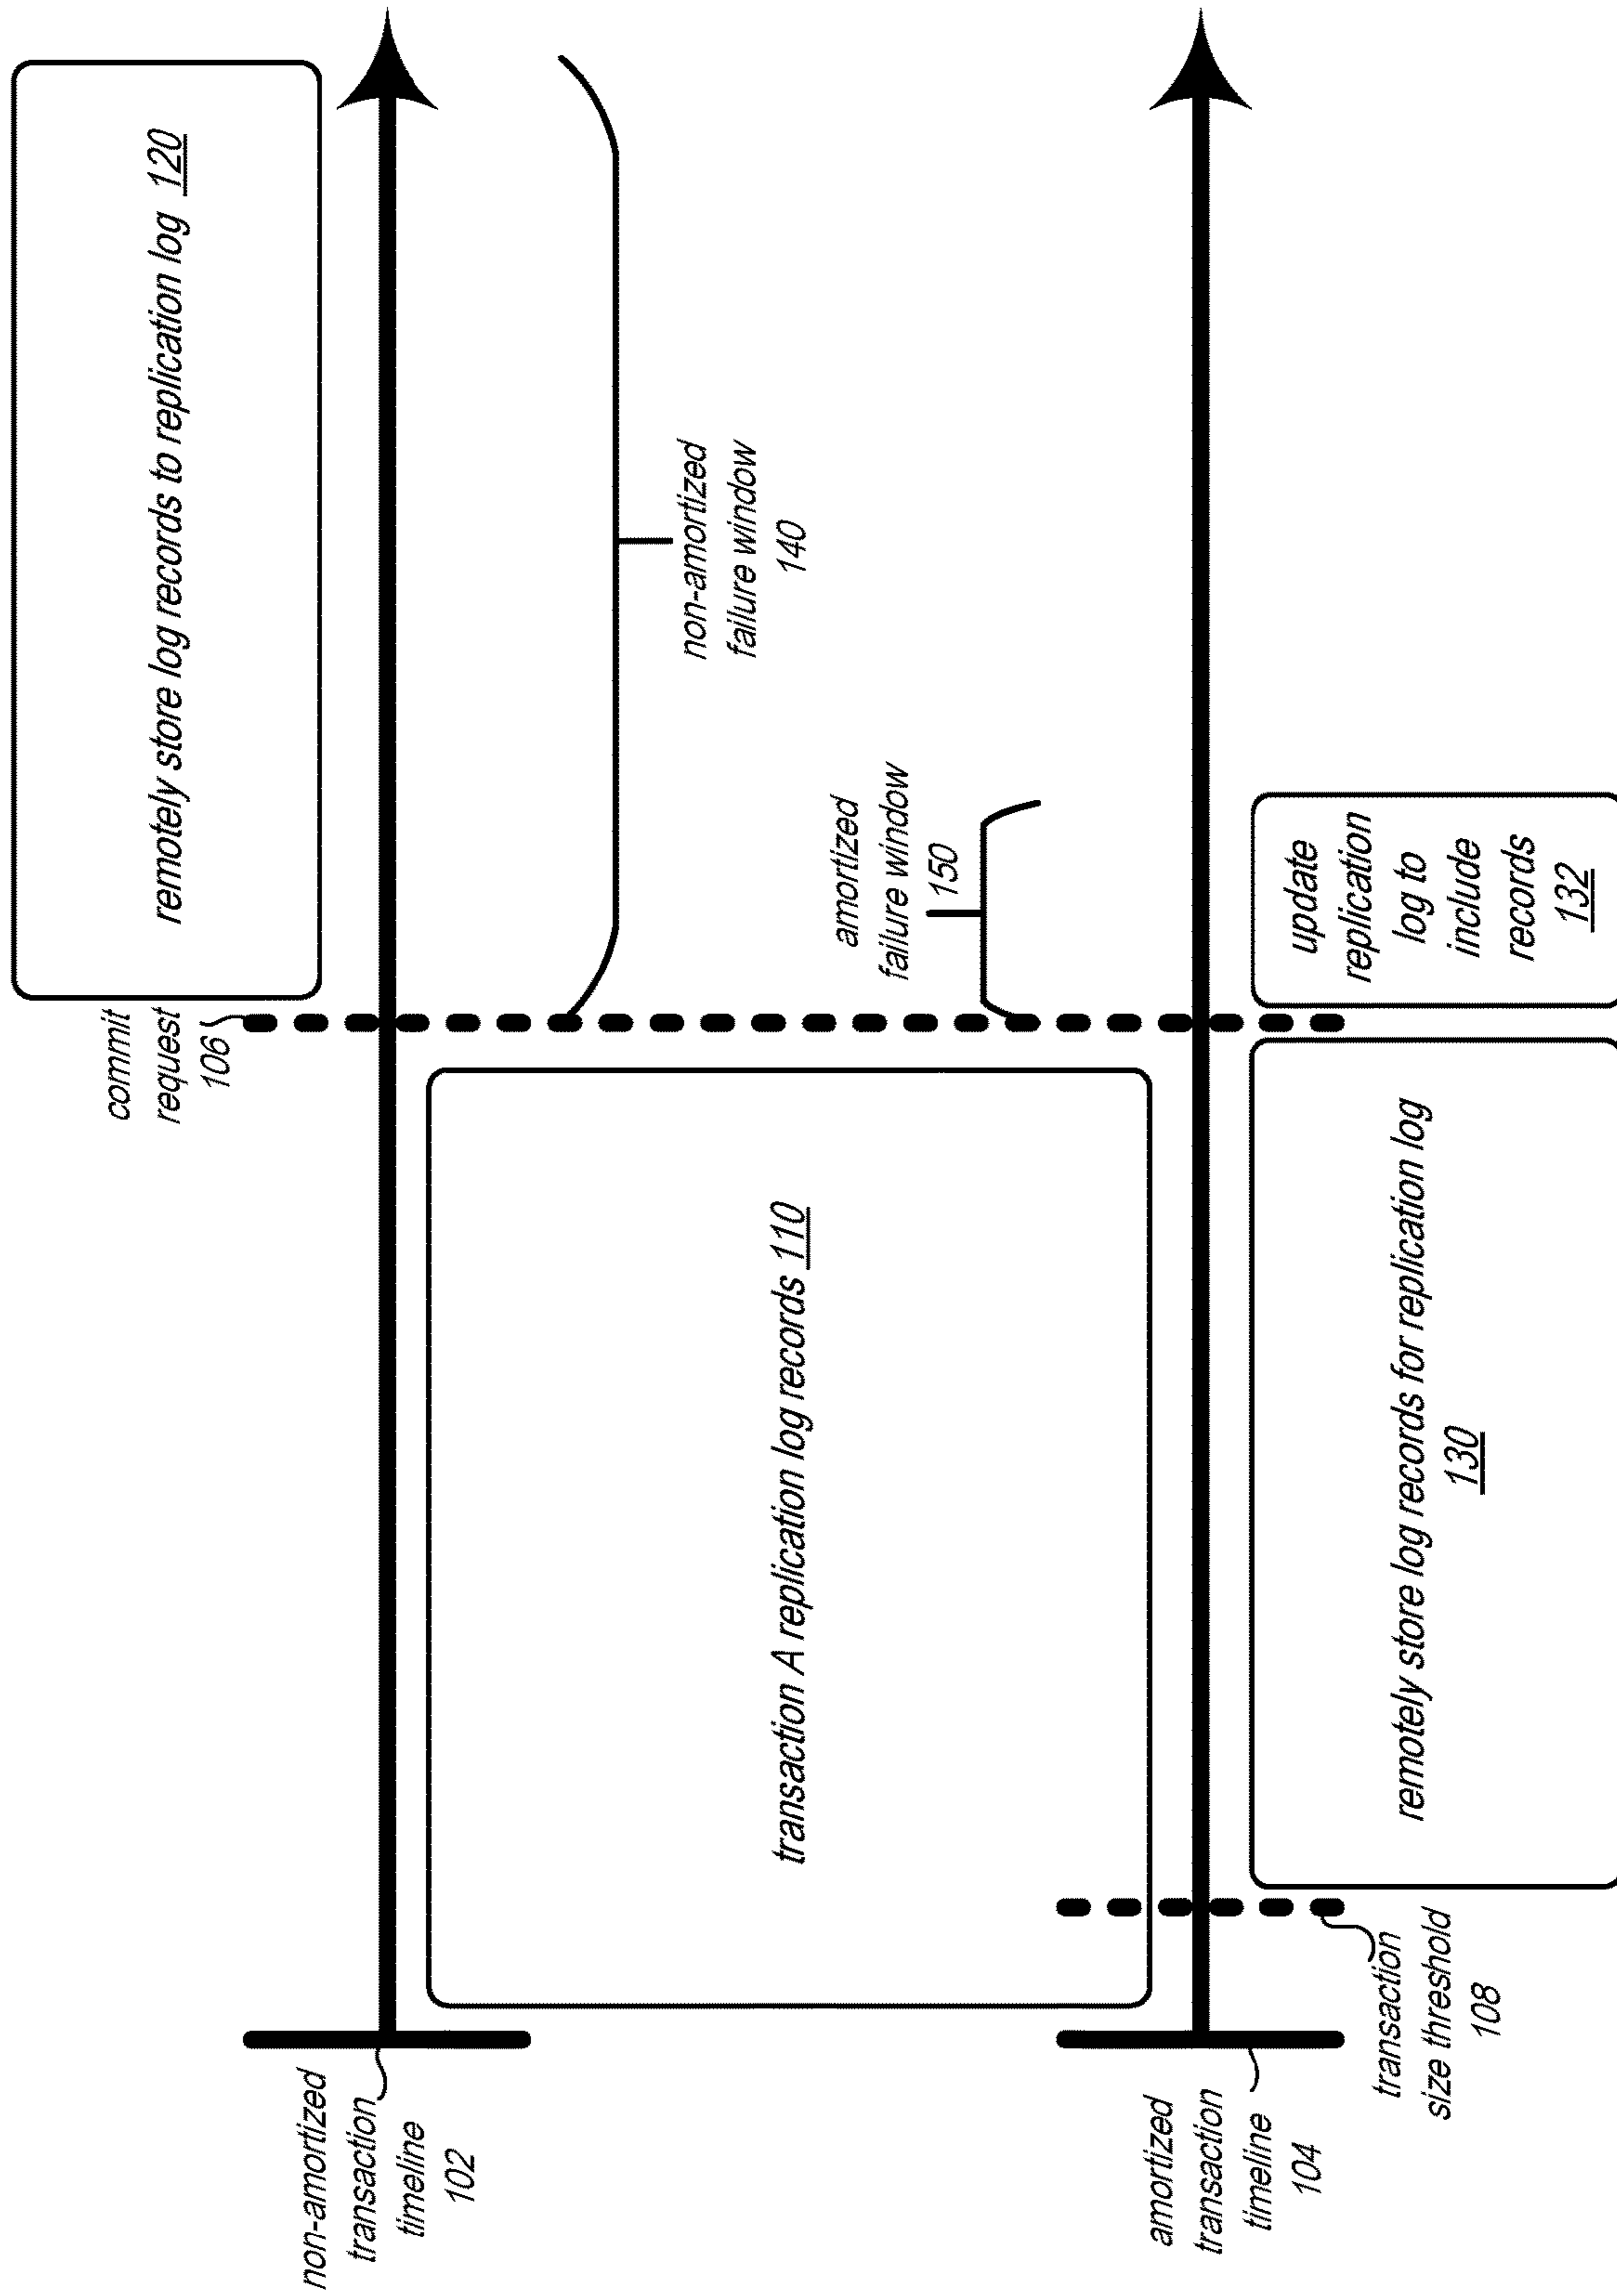 remotely store log records to replication log 120
commit
request
106
non-amortized
transaction
timeline
102
non-amortized
failure window
140
transaction A replication log records 110
amortized
failure window
150
amortized
transaction
timeline
104
update
replication
log to
include
records
132
remotely store log records for replication log
130
transaction
size threshold
108